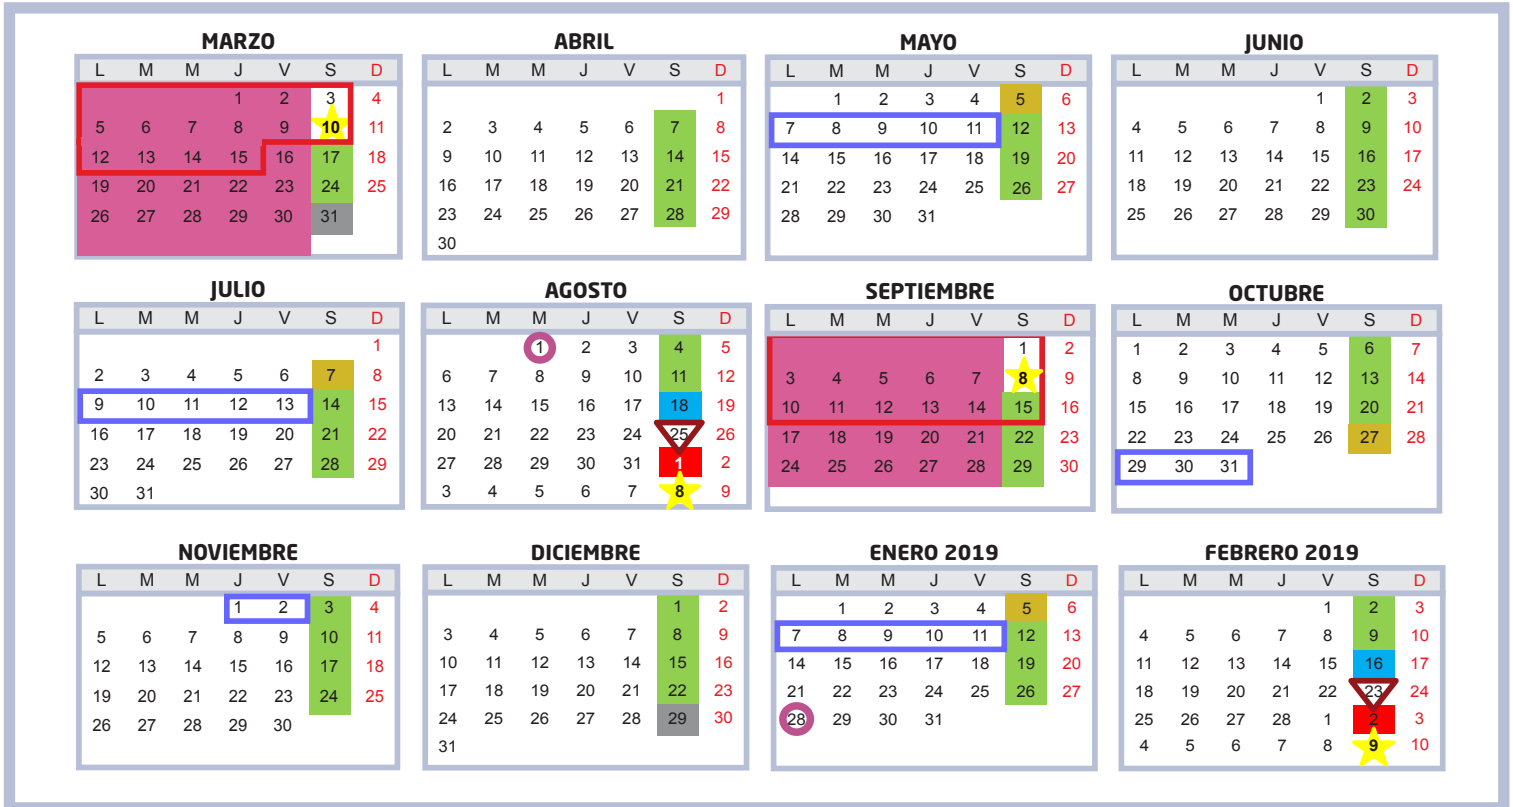 MARZO
L M M J V S D
1 2 3 4
5 6 7 8 9 10 11
12 13 14 15 16 17 18
19 20 21 22 23 24 25
26 27 28 29 30 31
ABRIL
L M M J V S D
1
2 3 4 5 6 7 8
9 10 11 12 13 14 15
16 17 18 19 20 21 22
23 24 25 26 27 28 29
30
MAYO
L M M J V S D
1 2 3 4 5 6
7 8 9 10 11 12 13
14 15 16 17 18 19 20
21 22 23 24 25 26 27
28 29 30 31
JUNIO
L M M J V S D
1 2 3
4 5 6 7 8 9 10
11 12 13 14 15 16 17
18 19 20 21 22 23 24
25 26 27 28 29 30
JULIO
L M M J V S D
1
2 3 4 5 6 7 8
9 10 11 12 13 14 15
16 17 18 19 20 21 22
23 24 25 26 27 28 29
30 31
AGOSTO
L M M J V S D
1 2 3 4 5
6 7 8 9 10 11 12
13 14 15 16 17 18 19
20 21 22 23 24 25 26
27 28 29 30 31 1 2
3 4 5 6 7 8 9
SEPTIEMBRE
L M M J V S D
1 2
3 4 5 6 7 8 9
10 11 12 13 14 15 16
17 18 19 20 21 22 23
24 25 26 27 28 29 30
OCTUBRE
L M M J V S D
1 2 3 4 5 6 7
8 9 10 11 12 13 14
15 16 17 18 19 20 21
22 23 24 25 26 27 28
29 30 31
NOVIEMBRE
L M M J V S D
1 2 3 4
5 6 7 8 9 10 11
12 13 14 15 16 17 18
19 20 21 22 23 24 25
26 27 28 29 30
DICIEMBRE
L M M J V S D
1 2
3 4 5 6 7 8 9
10 11 12 13 14 15 16
17 18 19 20 21 22 23
24 25 26 27 28 29 30
31
ENERO 2019
L M M J V S D
1 2 3 4 5 6
7 8 9 10 11 12 13
14 15 16 17 18 19 20
21 22 23 24 25 26 27
28 29 30 31
FEBRERO 2019
L M M J V S D
1 2 3
4 5 6 7 8 9 10
11 12 13 14 15 16 17
18 19 20 21 22 23 24
25 26 27 28 1 2 3
4 5 6 7 8 9 10